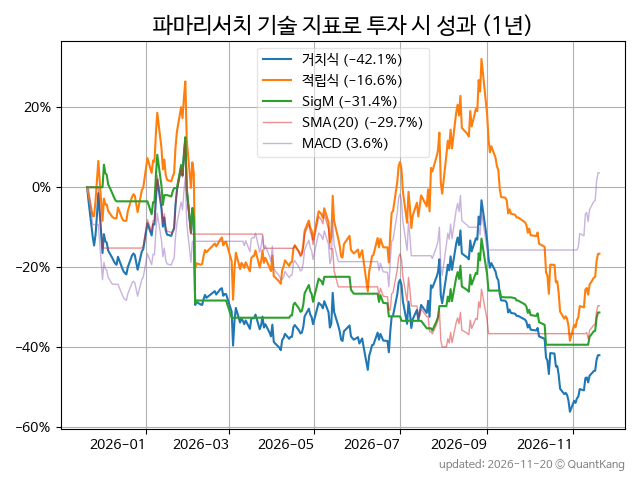 파마리서치 기술 지표로 투자 시 성과 (1년)
거치식 (−42.1%)
적립식 (−16.6%)
SigM (−31.4%)
SMA(20) (−29.7%)
MACD (3.6%)
20%
0%
−20%
−40%
−60%
2026-01 2026-03 2026-05 2026-07 2026-09 2026-11
updated: 2026-11-20 © QuantKang